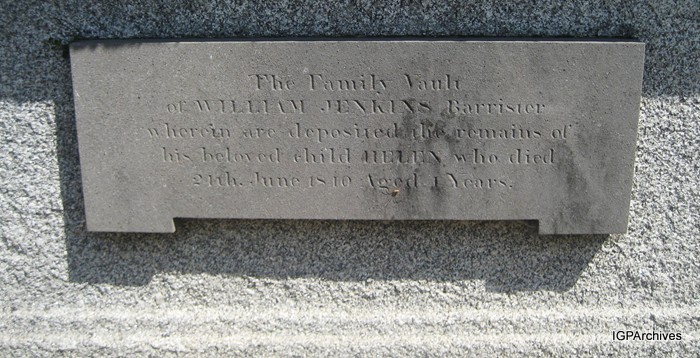 The Family Vault
of WILLIAM JENKINS Barrister
wherein are deposited the remains of
his beloved child HELEN who died
24th. June 1840 Aged 4 Years.
IGPArchives